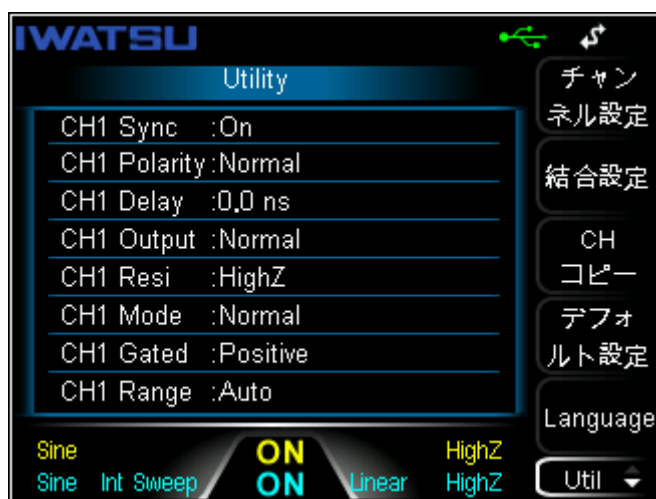 IWATSU
Utility
CH1 Sync :On
CH1 Polarity :Normal
CH1 Delay :0.0 ns
CH1 Output :Normal
CH1 Resi :HighZ
CH1 Mode :Normal
CH1 Gated :Positive
CH1 Range :Auto
チャン
ネル設定
結合設定
CH
コピー
デフォ
ルト設定
Language
Util
Sine ON HighZ
Sine Int Sweep ON Linear HighZ